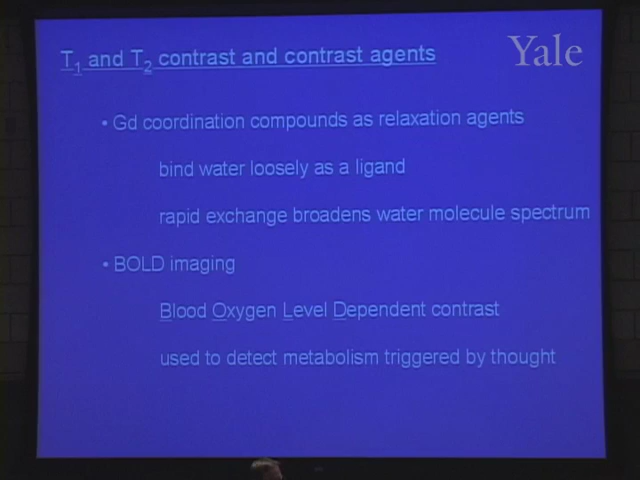 Yale
T1 and T2 contrast and contrast agents
• Gd coordination compounds as relaxation agents
bind water loosely as a ligand
rapid exchange broadens water molecule spectrum
• BOLD imaging
Blood Oxygen Level Dependent contrast
used to detect metabolism triggered by thought